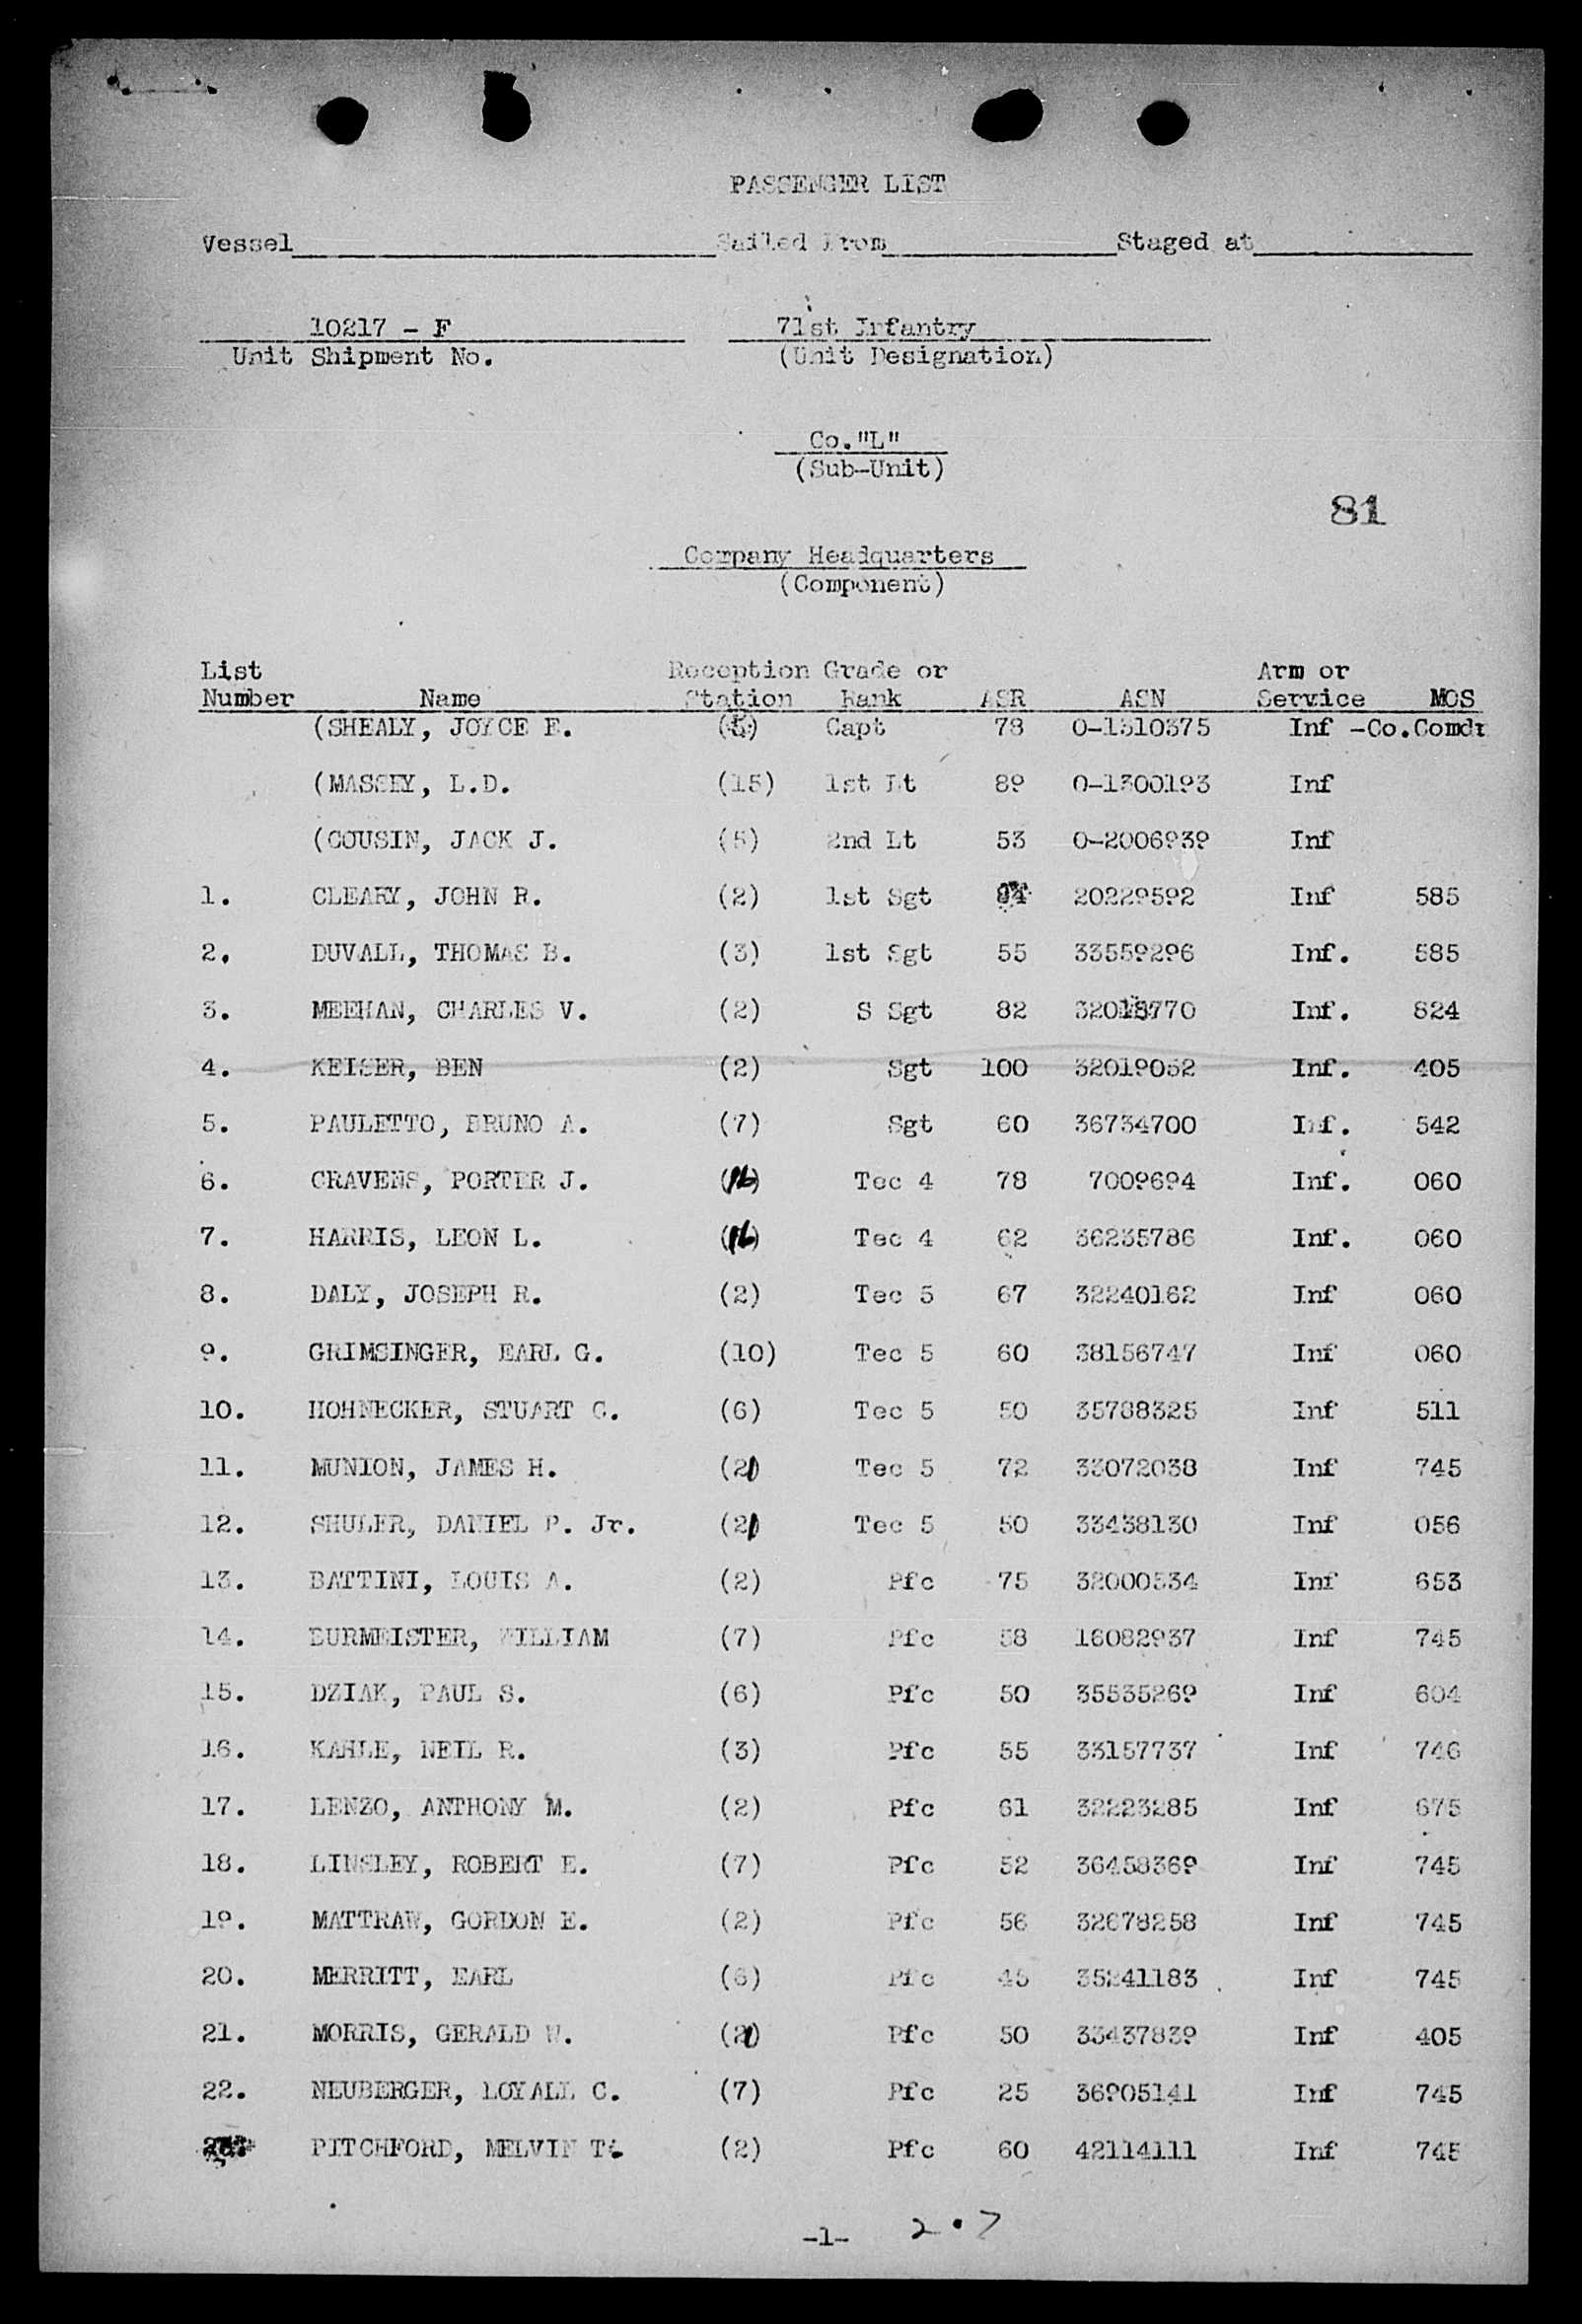 PASSENGER LIST
Vessel Sailed From Staged at
10217 - F 71st Infantry
Unit Shipment No. (Unit Designation)
Co."L"
(Sub-Unit)
81
Company Headquarters
(Component)
List Reception Grade or Arm or
Number Name Station Rank ASR ASN Service MOS
(SHEALY, JOYCE E. (5) Capt 78 0-1310375 Inf -Co.Comdr
(MASSEY, L.D. (15) 1st Lt 89 0-1300193 Inf
(COUSIN, JACK J. (5) 2nd Lt 53 0-2006939 Inf
1. CLEARY, JOHN R. (2) 1st Sgt 94 20229592 Inf 585
2. DUVALL, THOMAS B. (3) 1st Sgt 55 33559296 Inf. 585
3. MEEHAN, CHARLES V. (2) S Sgt 82 32018770 Inf. 824
4. KEISER, BEN (2) Sgt 100 32019052 Inf. 405
5. PAULETTO, BRUNO A. (7) Sgt 60 36734700 Inf. 542
6. CRAVENS, PORTER J. (16) Tec 4 78 7009694 Inf. 060
7. HARRIS, LEON L. (16) Tec 4 62 36235786 Inf. 060
8. DALY, JOSEPH R. (2) Tec 5 67 32240162 Inf 060
9. GRIMSINGER, EARL G. (10) Tec 5 60 38156747 Inf 060
10. HOHNECKER, STUART C. (6) Tec 5 50 35788325 Inf 511
11. MUNION, JAMES H. (21) Tec 5 72 33072038 Inf 745
12. SHULER, DANIEL P. Jr. (21) Tec 5 50 33438130 Inf 056
13. BATTINI, LOUIS A. (2) Pfc 75 32000534 Inf 653
14. BURMEISTER, WILLIAM (7) Pfc 58 16082937 Inf 745
15. DZIAK, PAUL S. (6) Pfc 50 35535269 Inf 604
16. KAHLE, NEIL R. (3) Pfc 55 33157737 Inf 746
17. LENZO, ANTHONY M. (2) Pfc 61 32223285 Inf 675
18. LINSLEY, ROBERT E. (7) Pfc 52 36458369 Inf 745
19. MATTRAW, GORDON E. (2) Pfc 56 32678258 Inf 745
20. MERRITT, EARL (6) Pfc 45 35241183 Inf 745
21. MORRIS, GERALD W. (21) Pfc 50 33437839 Inf 405
22. NEUBERGER, LOYALL C. (7) Pfc 25 36905141 Inf 745
PITCHFORD, MELVIN T. (2) Pfc 60 42114111 Inf 745
-1- 2.7